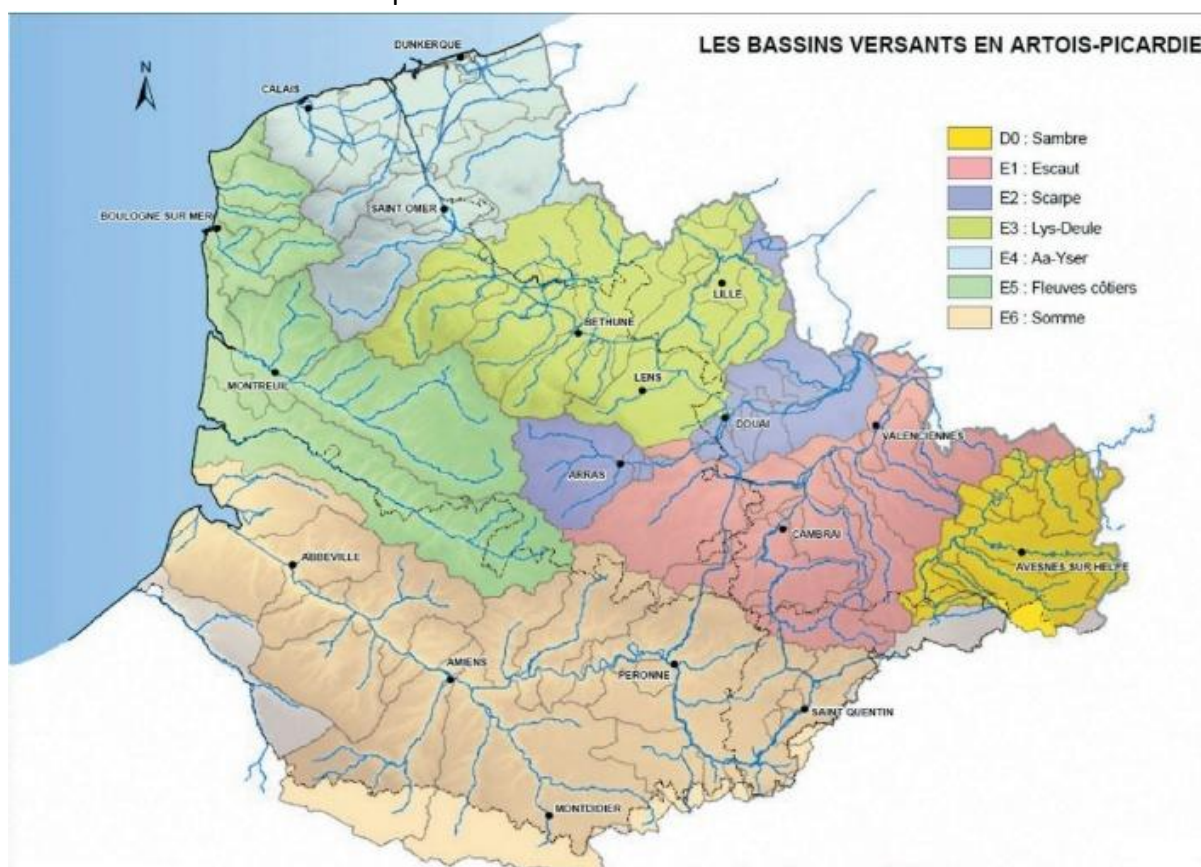 LES BASSINS VERSANTS EN ARTOIS-PICARDIE
N
DUNKERQUE
CALAIS
D0 : Sambre
E1 : Escaut
E2 : Scarpe
E3 : Lys-Deule
E4 : Aa-Yser
E5 : Fleuves côtiers
E6 : Somme
SAINT OMER
BOULOGNE SUR MER
LILLE
BETHUNE
MONTREUIL
LENS
DOUAI
VALENCIENNES
ARRAS
CAMBRAI
AVESNES SUR HELPE
ABBEVILLE
AMIENS
PERONNE
SAINT QUENTIN
MONTDIDIER